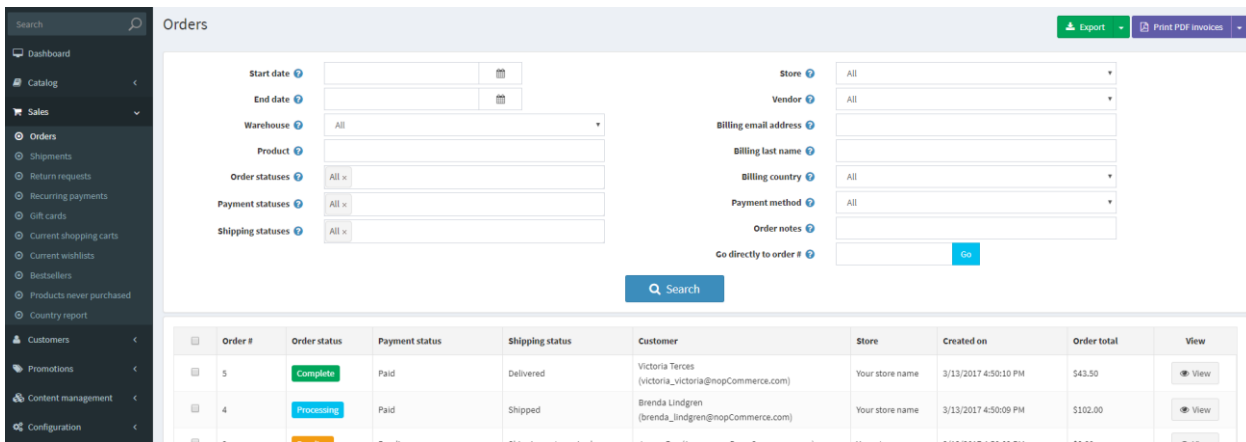 Search
Dashboard
Catalog
Sales
Orders
Shipments
Return requests
Recurring payments
Gift cards
Current shopping carts
Current wishlists
Bestsellers
Products never purchased
Country report
Customers
Promotions
Content management
Configuration
Orders
Export
Print PDF invoices
Start date
End date
Warehouse All
Product
Order statuses All ×
Payment statuses All ×
Shipping statuses All ×
Store All
Vendor All
Billing email address
Billing last name
Billing country All
Payment method All
Order notes
Go directly to order # Go
Search
Order # Order status Payment status Shipping status Customer Store Created on Order total View
5 Complete Paid Delivered Victoria Terces Your store name 3/13/2017 4:50:10 PM $43.50 View
(victoria_victoria@nopCommerce.com)
4 Processing Paid Shipped Brenda Lindgren Your store name 3/13/2017 4:50:09 PM $102.00 View
(brenda_lindgren@nopCommerce.com)